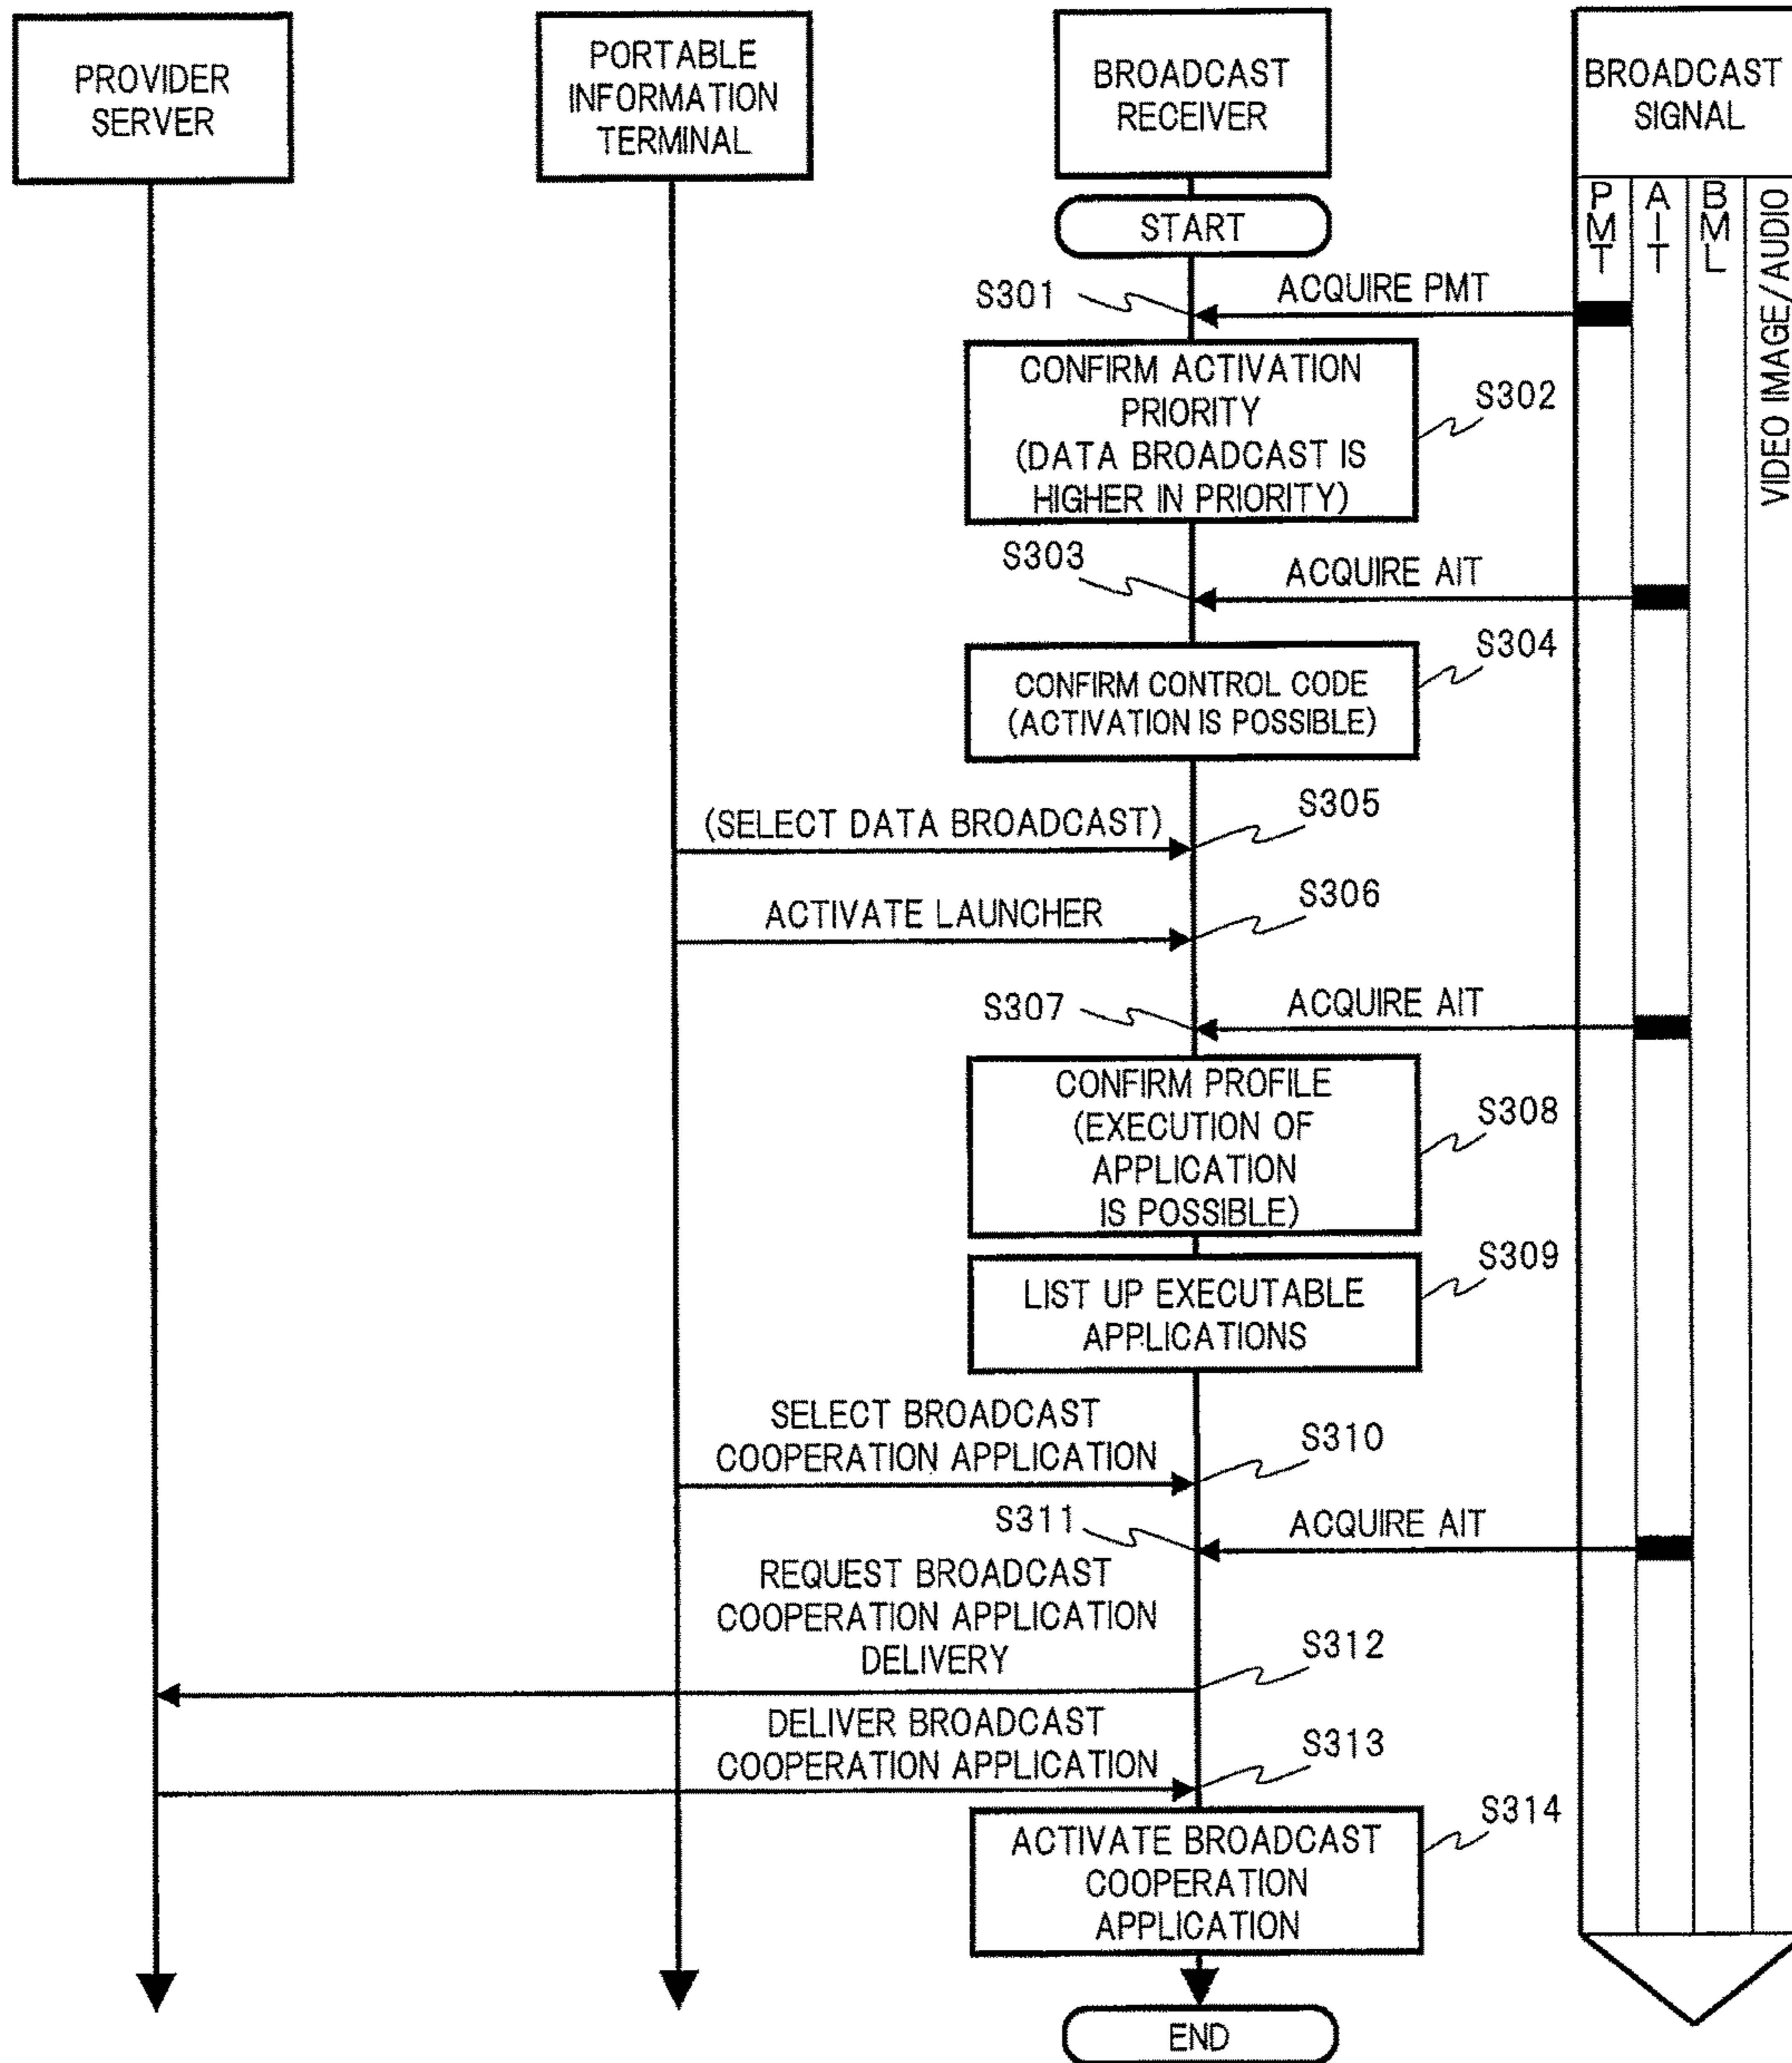 PROVIDER
SERVER
PORTABLE
INFORMATION
TERMINAL
BROADCAST
RECEIVER
BROADCAST
SIGNAL
START
PMT
AIT
BML
VIDEO IMAGE/AUDIO
S301
ACQUIRE PMT
CONFIRM ACTIVATION
PRIORITY
(DATA BROADCAST IS
HIGHER IN PRIORITY)
S302
S303
ACQUIRE AIT
S304
CONFIRM CONTROL CODE
(ACTIVATION IS POSSIBLE)
(SELECT DATA BROADCAST)
S305
ACTIVATE LAUNCHER
S306
S307
ACQUIRE AIT
CONFIRM PROFILE
(EXECUTION OF
APPLICATION
IS POSSIBLE)
S308
S309
LIST UP EXECUTABLE
APPLICATIONS
SELECT BROADCAST
COOPERATION APPLICATION
S310
S311
ACQUIRE AIT
REQUEST BROADCAST
COOPERATION APPLICATION
DELIVERY
S312
DELIVER BROADCAST
COOPERATION APPLICATION
S313
S314
ACTIVATE BROADCAST
COOPERATION
APPLICATION
END